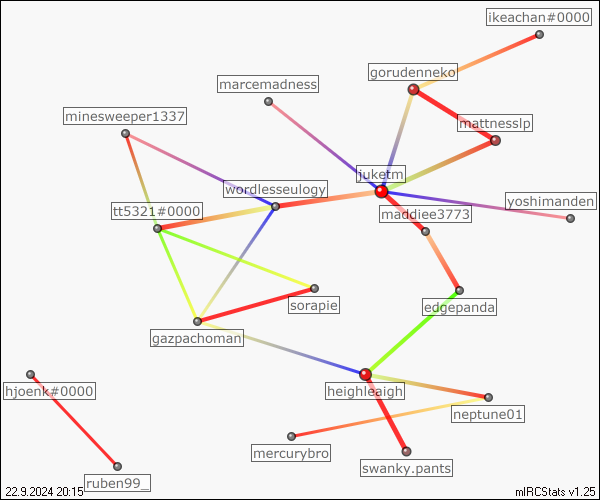 ikeachan#0000
gorudenneko
marcemadness
minesweeper1337
mattnesslp
juketm
wordlesseulogy
yoshimanden
tt5321#0000
maddiee3773
sorapie
edgepanda
gazpachoman
hjoenk#0000
heighleaigh
neptune01
mercurybro
swanky.pants
ruben99_
22.9.2024 20:15
mIRCStats v1.25